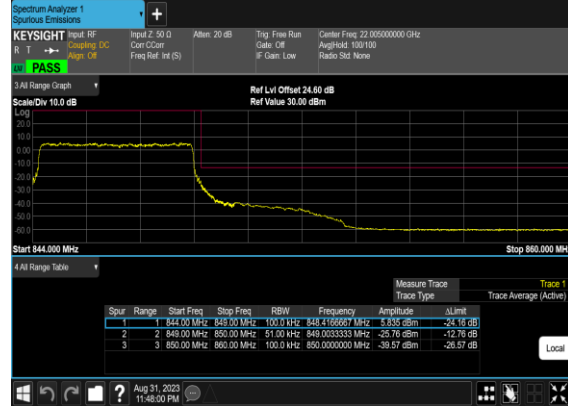 Spectrum Analyzer 1
Spurious Emissions
+
KEYSIGHT Input: RF
R T Coupling: DC
Align: Off
Input Z: 50 Ω
Corr CCorr
Freq Ref: Int (S)
Atten: 20 dB
Trig: Free Run
Gate: Off
IF Gain: Low
Center Freq: 22.005000000 GHz
Avg|Hold: 100/100
Radio Std: None
PASS
3 All Range Graph
Ref Lvl Offset 24.60 dB
Scale/Div 10.0 dB
Ref Value 30.00 dBm
Log
20.0
10.0
0.00
-10.0
-20.0
-30.0
-40.0
-50.0
-60.0
Start 844.000 MHz
Stop 860.000 MH
4 All Range Table
Measure Trace Trace 1
Trace Type Trace Average (Active)
Spur Range Start Freq Stop Freq RBW Frequency Amplitude ΔLimit
1 1 844.00 MHz 849.00 MHz 100.0 kHz 848.4166667 MHz 5.835 dBm -24.16 dB
2 2 849.00 MHz 850.00 MHz 51.00 kHz 849.0033333 MHz -25.76 dBm -12.76 dB
3 3 850.00 MHz 860.00 MHz 100.0 kHz 850.0000000 MHz -39.57 dBm -26.57 dB
Local
?
Aug 31, 2023
11:48:00 PM